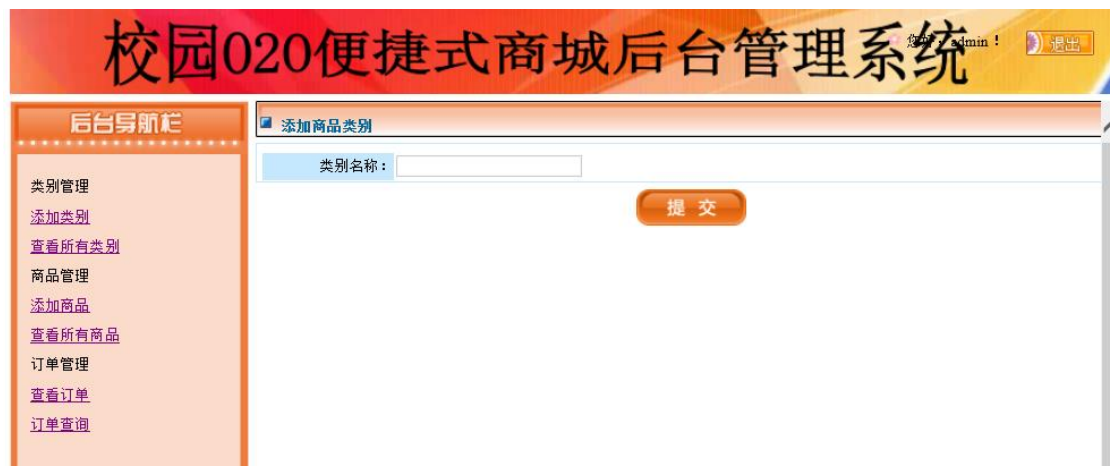 校园020便捷式商城后台管理系统
您好，admin！
退出
后台导航栏
类别管理
添加类别
查看所有类别
商品管理
添加商品
查看所有商品
订单管理
查看订单
订单查询
添加商品类别
类别名称：
提 交